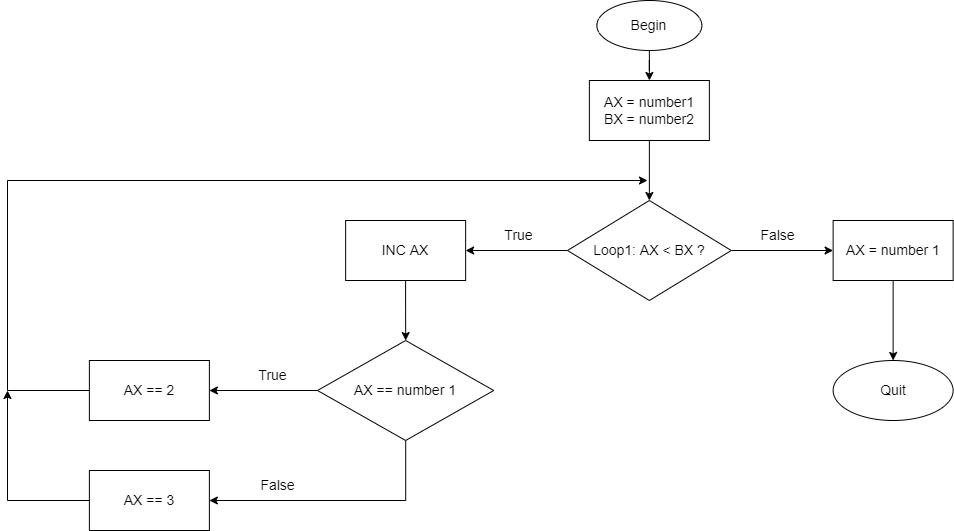 Begin
AX = number1
BX = number2
True
False
INC AX
Loop1: AX < BX ?
AX = number 1
True
AX == 2
AX == number 1
Quit
False
AX == 3